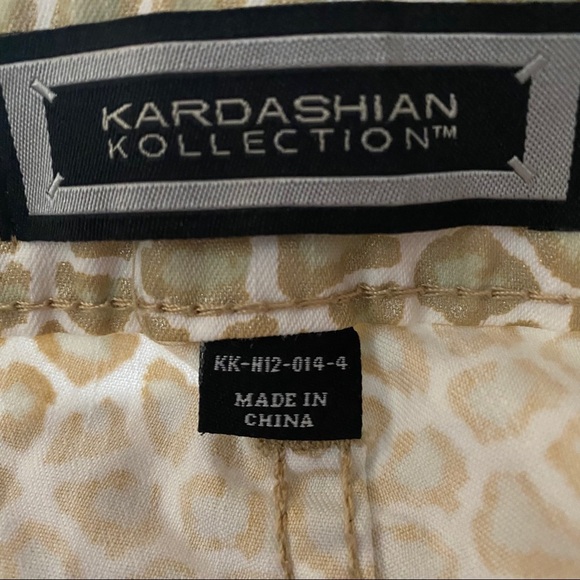 KARDASHIAN
KOLLECTION™
KK-H12-014-4
MADE IN
CHINA